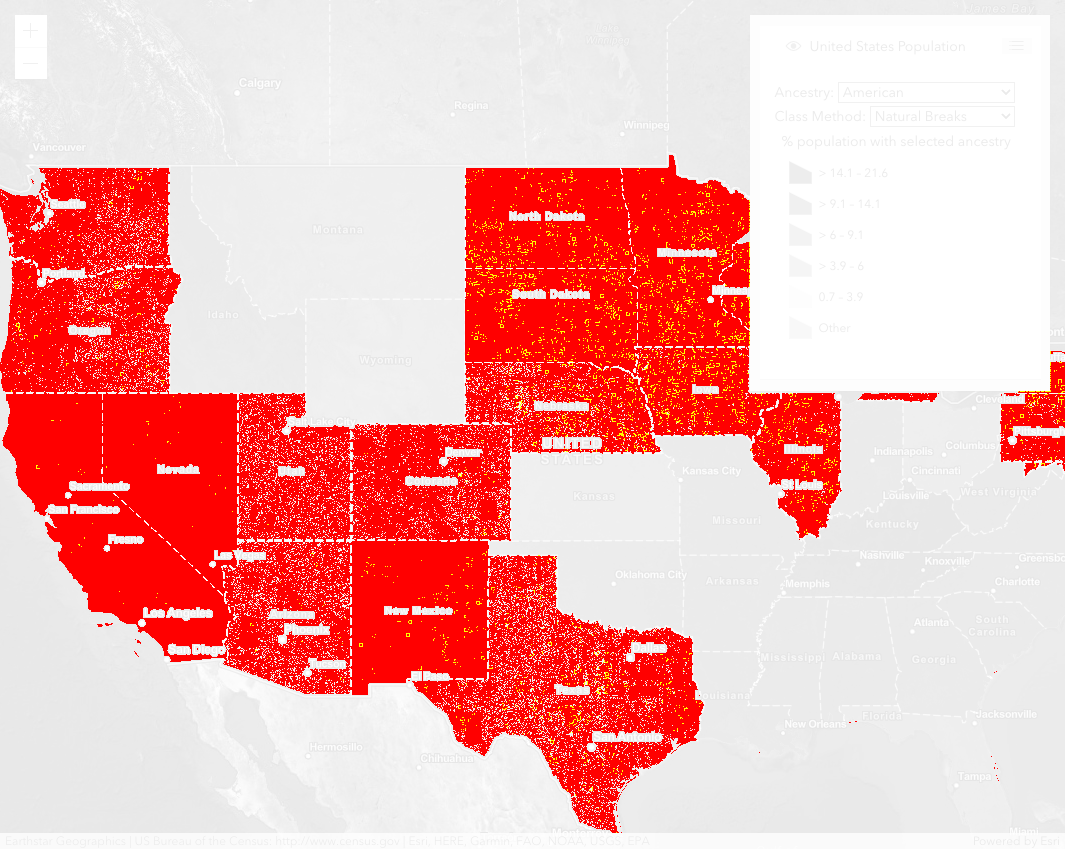 +
−
United States Population
Ancestry: American
Class Method: Natural Breaks
% population with selected ancestry
> 14.1 - 21.6
> 9.1 - 14.1
> 6 - 9.1
> 3.9 - 6
0.7 - 3.9
Other
Calgary
Regina
Winnipeg
Vancouver
Seattle
Portland
Oregon
Montana
Idaho
Wyoming
North Dakota
South Dakota
Minnesota
Nebraska
Iowa
UNITED
STATES
Nevada
Utah
Denver
Colorado
Sacramento
San Francisco
Fresno
Las Vegas
Los Angeles
San Diego
Arizona
Phoenix
Tucson
New Mexico
El Paso
Kansas
Kansas City
Missouri
Illinois
St Louis
Indianapolis
Columbus
Cincinnati
Cleveland
Louisville
West Virginia
Kentucky
Oklahoma City
Arkansas
Nashville
Knoxville
Greensbo
Memphis
Charlotte
South
Carolina
Atlanta
Mississippi
Alabama
Georgia
Dallas
Texas
San Antonio
Louisiana
New Orleans
Florida
Jacksonville
Tampa
Miami
Hermosillo
Chihuahua
Earthstar Geographics | US Bureau of the Census: http://www.census.gov | Esri, HERE, Garmin, FAO, NOAA, USGS, EPA
Powered by Esri